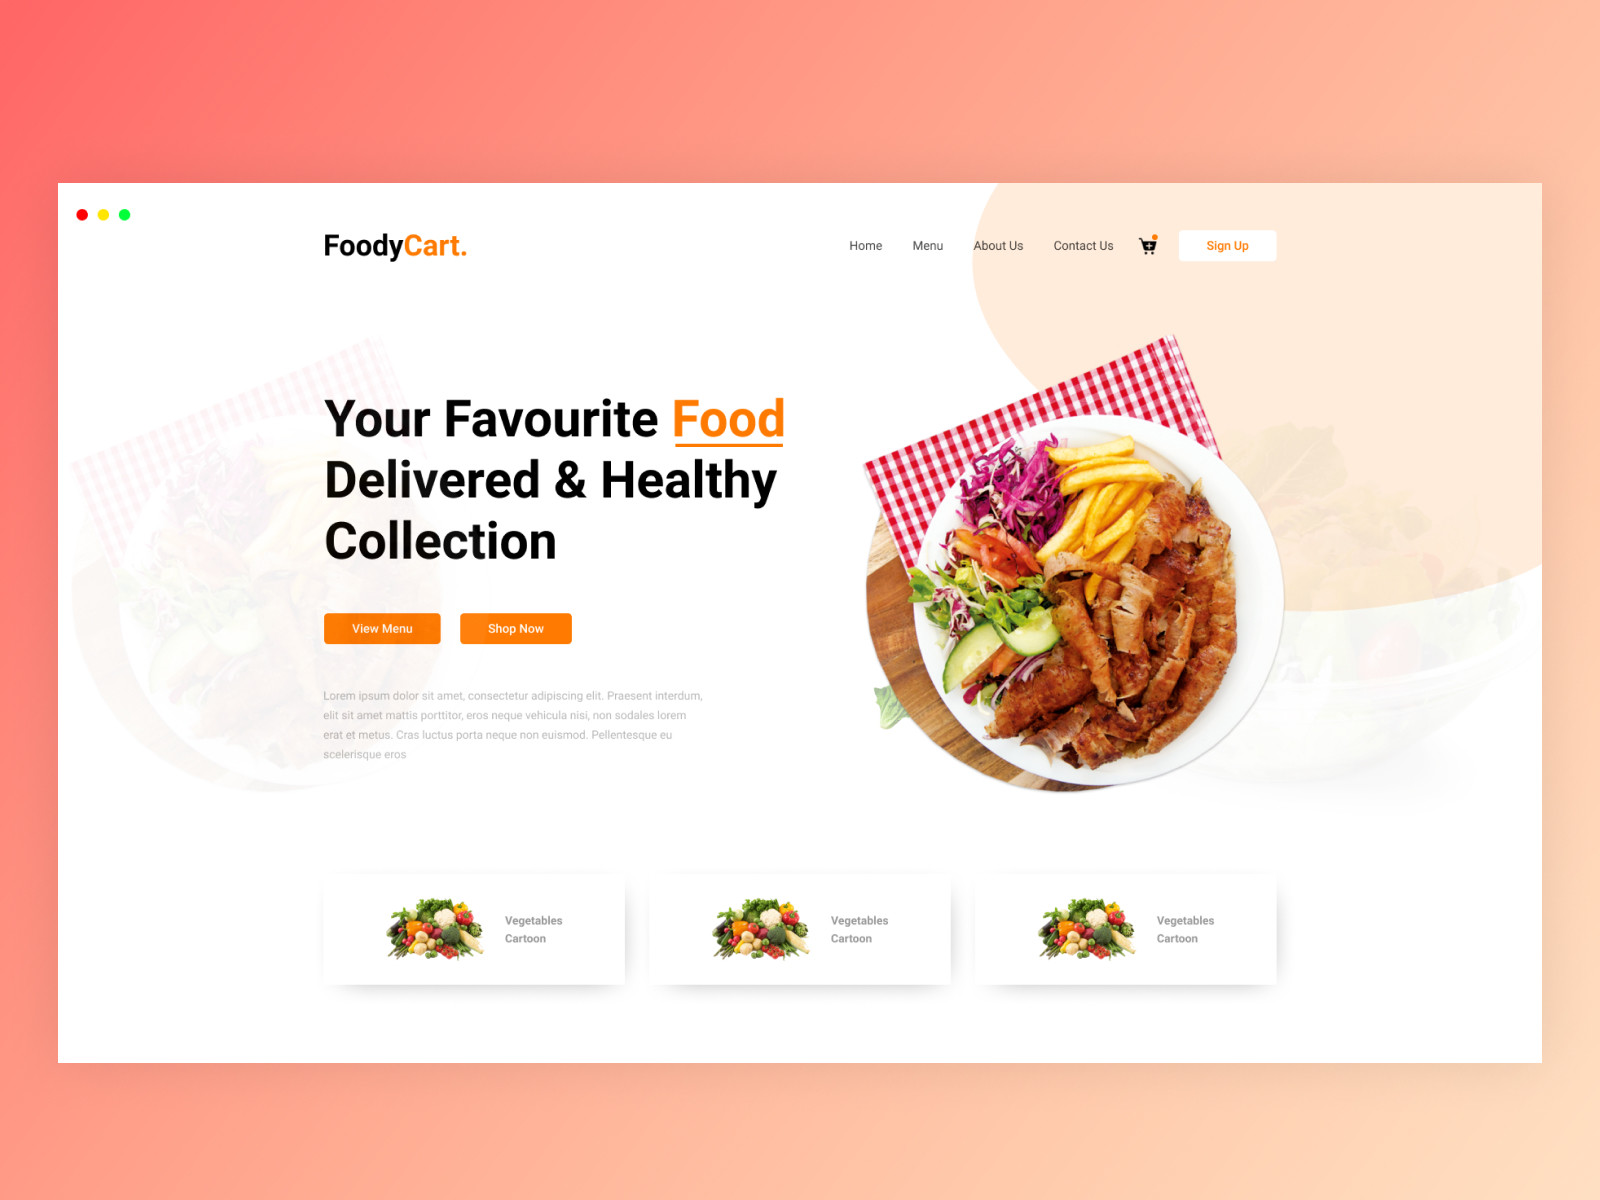 FoodyCart.
Home Menu About Us Contact Us Sign Up
Your Favourite Food
Delivered & Healthy
Collection
View Menu Shop Now
Lorem ipsum dolor sit amet, consectetur adipiscing elit. Praesent interdum,
elit sit amet mattis porttitor, eros neque vehicula nisi, non sodales lorem
erat et metus. Cras luctus porta neque non euismod. Pellentesque eu
scelerisque eros
Vegetables
Cartoon
Vegetables
Cartoon
Vegetables
Cartoon